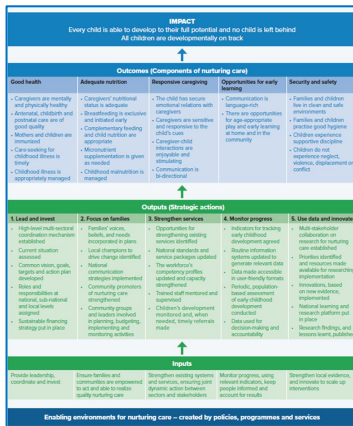 IMPACT
Every child is able to develop to their full potential and no child is left behind
All children are developmentally on track
Outcomes (Components of nurturing care)
Good health
• Caregivers are mentally
and physically healthy
• Antenatal, childbirth and
postnatal care are of
good quality
• Mothers and children are
immunized
• Care-seeking for
childhood illness is
timely
• Childhood illness is
appropriately managed
Adequate nutrition
• Caregivers' nutritional
status is adequate
• Breastfeeding is exclusive
and initiated early
• Complementary feeding
and child nutrition are
appropriate
• Micronutrient
supplementation is given
as needed
• Childhood malnutrition is
managed
Responsive caregiving
• The child has secure
emotional relations with
caregivers
• Caregivers are sensitive
and responsive to the
child's cues
• Caregiver-child
interactions are
enjoyable and
stimulating
• Communication is
bi-directional
Opportunities for early
learning
• Communication is
language-rich
• There are opportunities
for age-appropriate
play and early learning
at home and in the
community
Security and safety
• Families and children
live in clean and safe
environments
• Families and children
practise good hygiene
• Children experience
supportive discipline
• Children do not
experience neglect,
violence, displacement or
conflict
Outputs (Strategic actions)
1. Lead and invest
• High-level multi-sectoral
coordination mechanism
established
• Current situation
assessed
• Common vision, goals,
targets and action plan
developed
• Roles and
responsibilities at
national, sub-national
and local levels
assigned
• Sustainable financing
strategy put in place
2. Focus on families
• Families' voices,
beliefs, and needs
incorporated in plans
• Local champions to
drive change identified
• National
communication
strategies implemented
• Community promoters
of nurturing care
strengthened
• Community-groups
and leaders involved
in planning, budgeting,
implementing and
monitoring activities
3. Strengthen services
• Opportunities for
strengthening existing
services identified
• National standards and
service packages updated
• The workforce's
competency profiles
updated and capacity
strengthened
• Trained staff mentored and
supervised
• Children's development
monitored and, when
needed, timely referrals
made
4. Monitor progress
• Indicators for tracking
early childhood
development agreed
• Routine information
systems updated to
generate relevant data
• Data made accessible
in user-friendly formats
• Periodic, population-
based assessment
of early childhood
development
conducted
• Data used for
decision-making and
accountability
5. Use data and innovate
• Multi-stakeholder
collaboration on
research for nurturing
care established
• Priorities identified
and resources made
available for researching
implementation
• Innovations, based
on new evidence,
implemented
• National learning and
research platform put
in place
• Research findings, and
lessons learnt, published
Inputs
Provide leadership,
coordinate and invest
Ensure families and
communities are empowered
to act and able to realize
quality nurturing care
Strengthen existing systems
and services, ensuring joint
dynamic action between
sectors and stakeholders
Monitor progress, using
relevant indicators, keep
people informed and
account for results
Strengthen local evidence,
and innovate to scale up
interventions
Enabling environments for nurturing care – created by policies, programmes and services